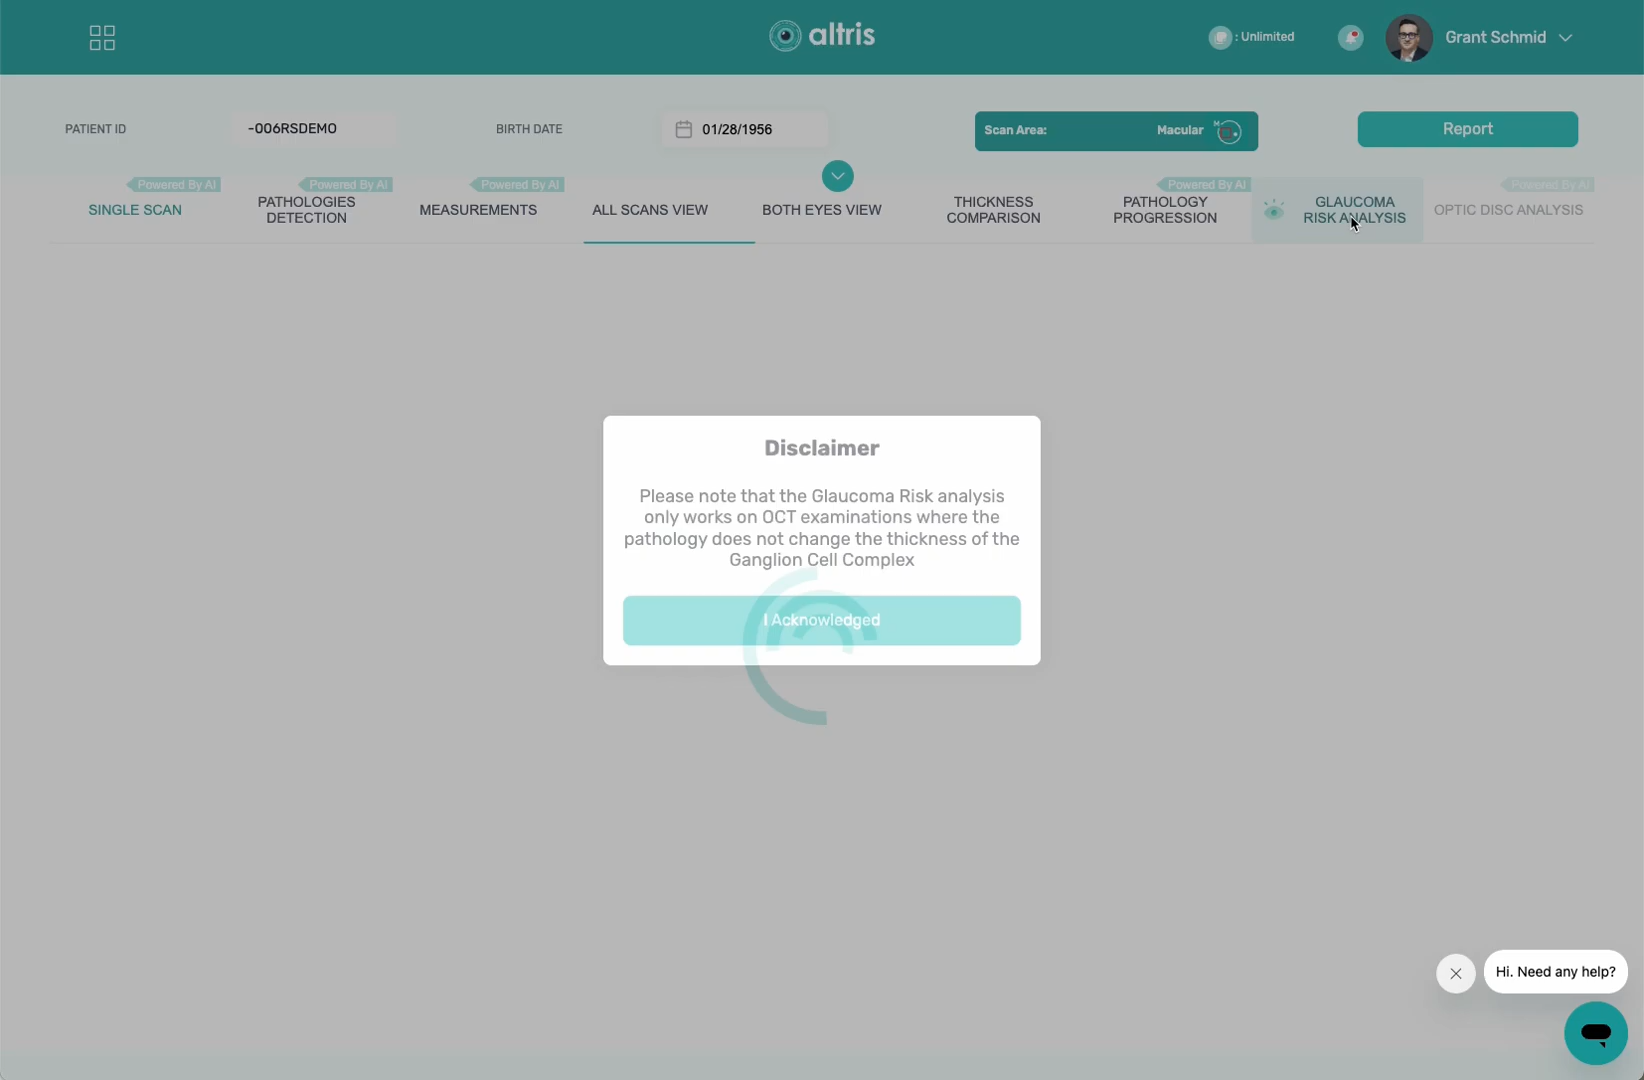 altris
: Unlimited
Grant Schmid
PATIENT ID
-006RSDEMO
BIRTH DATE
01/28/1956
Scan Area:
Macular
M
Report
Powered By AI
SINGLE SCAN
Powered By AI
PATHOLOGIES
DETECTION
Powered By AI
MEASUREMENTS
ALL SCANS VIEW
BOTH EYES VIEW
THICKNESS
COMPARISON
Powered By AI
PATHOLOGY
PROGRESSION
GLAUCOMA
RISK ANALYSIS
Powered By AI
OPTIC DISC ANALYSIS
Disclaimer
Please note that the Glaucoma Risk analysis
only works on OCT examinations where the
pathology does not change the thickness of the
Ganglion Cell Complex
I Acknowledged
Hi. Need any help?